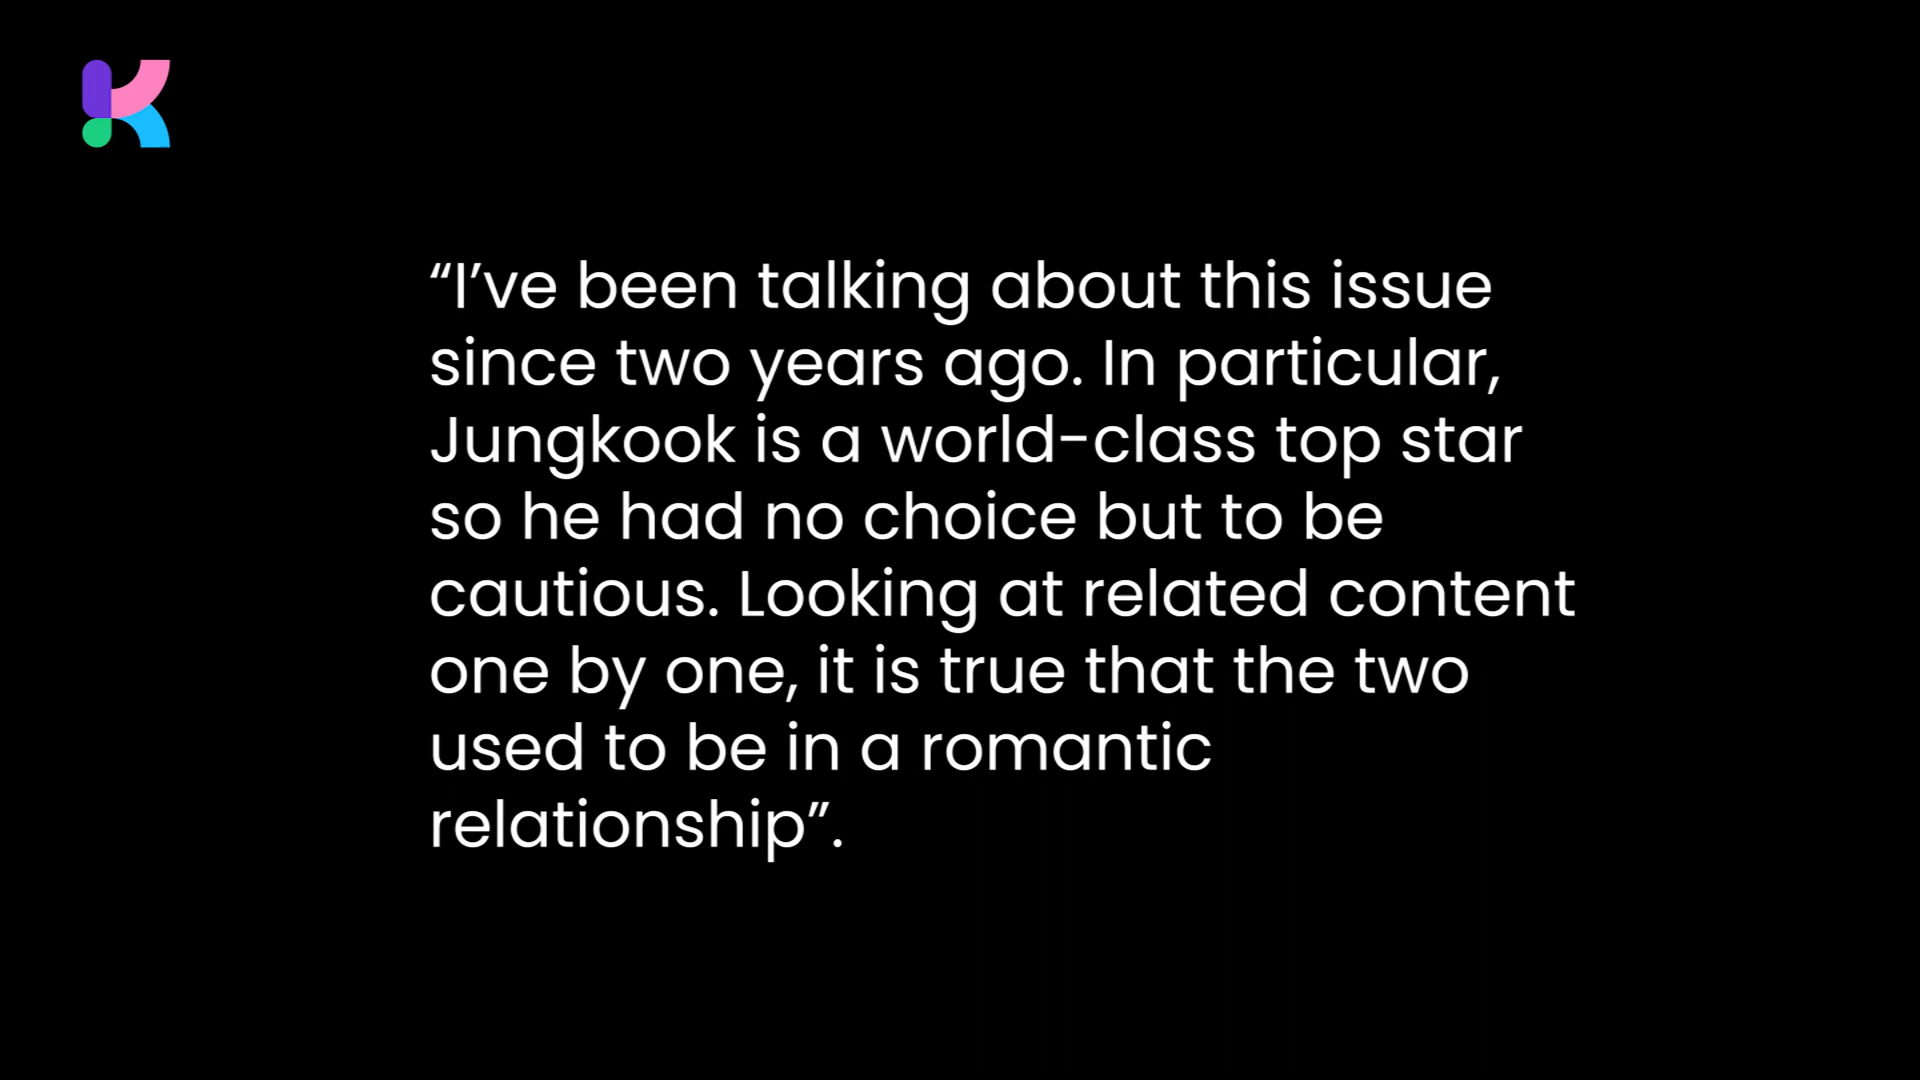 “I’ve been talking about this issue
since two years ago. In particular,
Jungkook is a world-class top star
so he had no choice but to be
cautious. Looking at related content
one by one, it is true that the two
used to be in a romantic
relationship”.